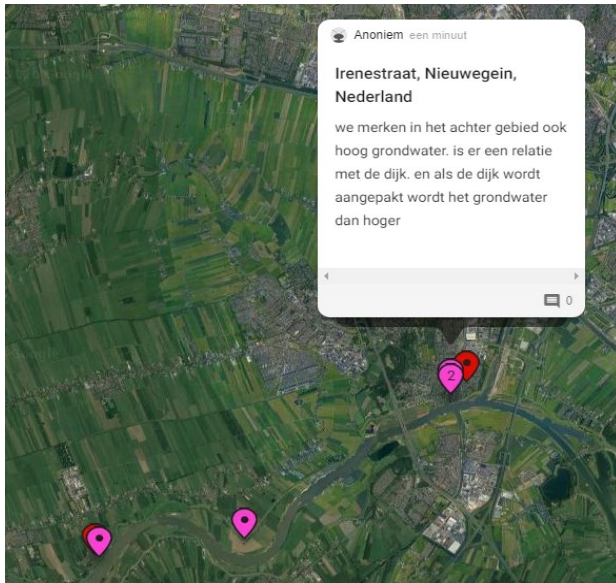 Anoniem een minuut
Irenestraat, Nieuwegein,
Nederland
we merken in het achter gebied ook
hoog grondwater. is er een relatie
met de dijk. en als de dijk wordt
aangepakt wordt het grondwater
dan hoger
0
2